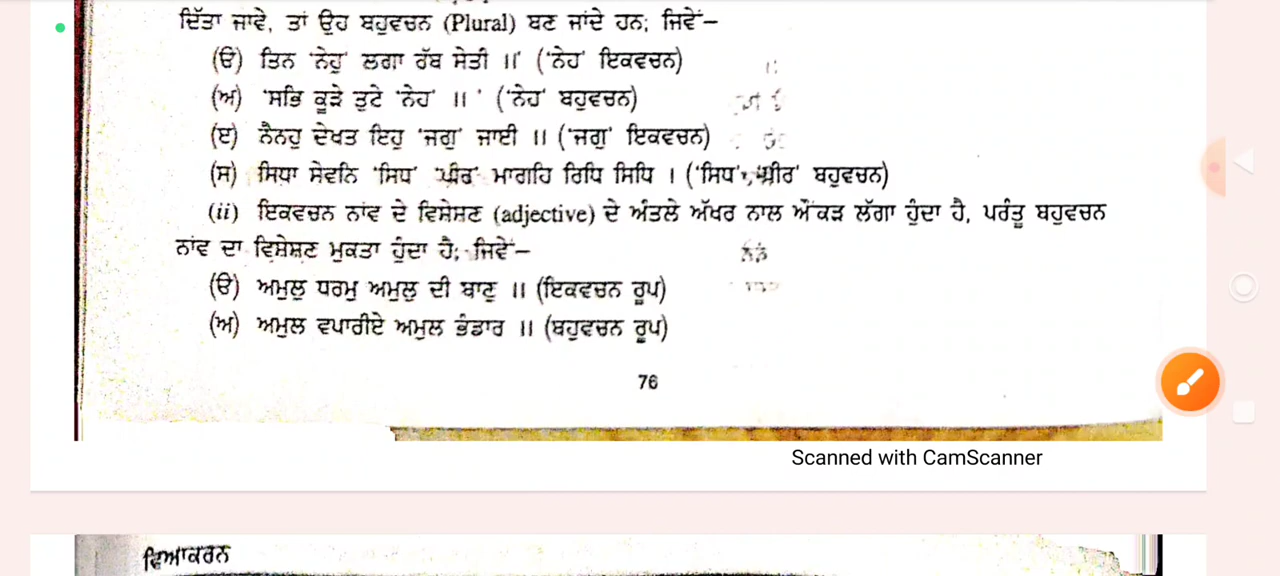 ਦਿੱਤਾ ਜਾਵੇ, ਤਾਂ ਉਹ ਬਹੁਵਚਨ (Plural) ਬਣ ਜਾਂਦੇ ਹਨ; ਜਿਵੇਂ—
(ੳ) ਤਿਨ 'ਨੇਹੁ' ਲਗਾ ਰੱਬ ਸੇਤੀ ॥ ('ਨੇਹ' ਇਕਵਚਨ)
(ਅ) 'ਸਭਿ ਕੂੜੇ ਤੁਟੇ 'ਨੇਹ' ॥ ' ('ਨੇਹ' ਬਹੁਵਚਨ)
(ੲ) ਨੈਨਹੁ ਦੇਖਤ ਇਹੁ 'ਜਗੁ' ਜਾਈ ॥ ('ਜਗੁ' ਇਕਵਚਨ)
(ਸ) ਸਿਧਾ ਸੇਵਨਿ 'ਸਿਧ' ਪੀਰ' ਮਾਗਹਿ ਰਿਧਿ ਸਿਧਿ । ('ਸਿਧ', 'ਪੀਰ' ਬਹੁਵਚਨ)
(ii) ਇਕਵਚਨ ਨਾਂਵ ਦੇ ਵਿਸ਼ੇਸ਼ਣ (adjective) ਦੇ ਅੰਤਲੇ ਅੱਖਰ ਨਾਲ ਔਂਕੜ ਲੱਗਾ ਹੁੰਦਾ ਹੈ, ਪਰੰਤੂ ਬਹੁਵਚਨ
ਨਾਂਵ ਦਾ ਵਿਸ਼ੇਸ਼ਣ ਮੁਕਤਾ ਹੁੰਦਾ ਹੈ; ਜਿਵੇਂ—
(ੳ) ਅਮੁਲੁ ਧਰਮੁ ਅਮੁਲੁ ਦੀ ਬਾਣੁ ॥ (ਇਕਵਚਨ ਰੂਪ)
(ਅ) ਅਮੁਲ ਵਪਾਰੀਏ ਅਮੁਲ ਭੰਡਾਰ ॥ (ਬਹੁਵਚਨ ਰੂਪ)
76
Scanned with CamScanner
ਵਿਆਕਰਨ